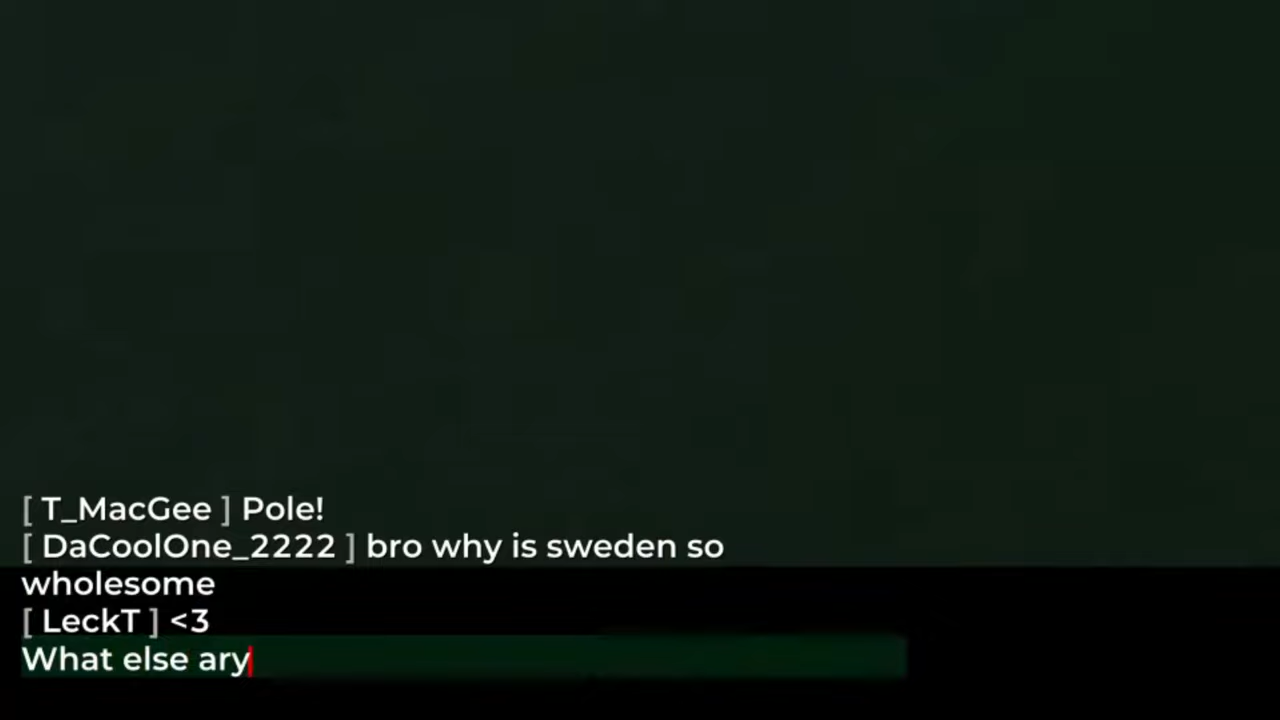 [ T_MacGee ] Pole!
[ DaCoolOne_2222 ] bro why is sweden so
wholesome
[ LeckT ] <3
What else ary